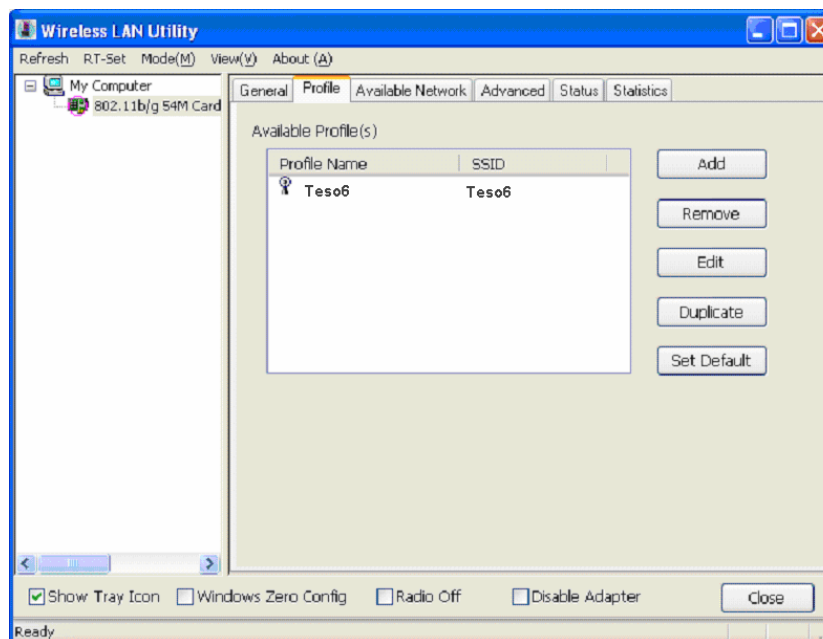 Wireless LAN Utility
Refresh RT-Set Mode(M) View(V) About (A)
My Computer
802.11b/g 54M Card
General Profile Available Network Advanced Status Statistics
Available Profile(s)
Profile Name SSID
Teso6 Teso6
Add
Remove
Edit
Duplicate
Set Default
Show Tray Icon Windows Zero Config Radio Off Disable Adapter Close
Ready